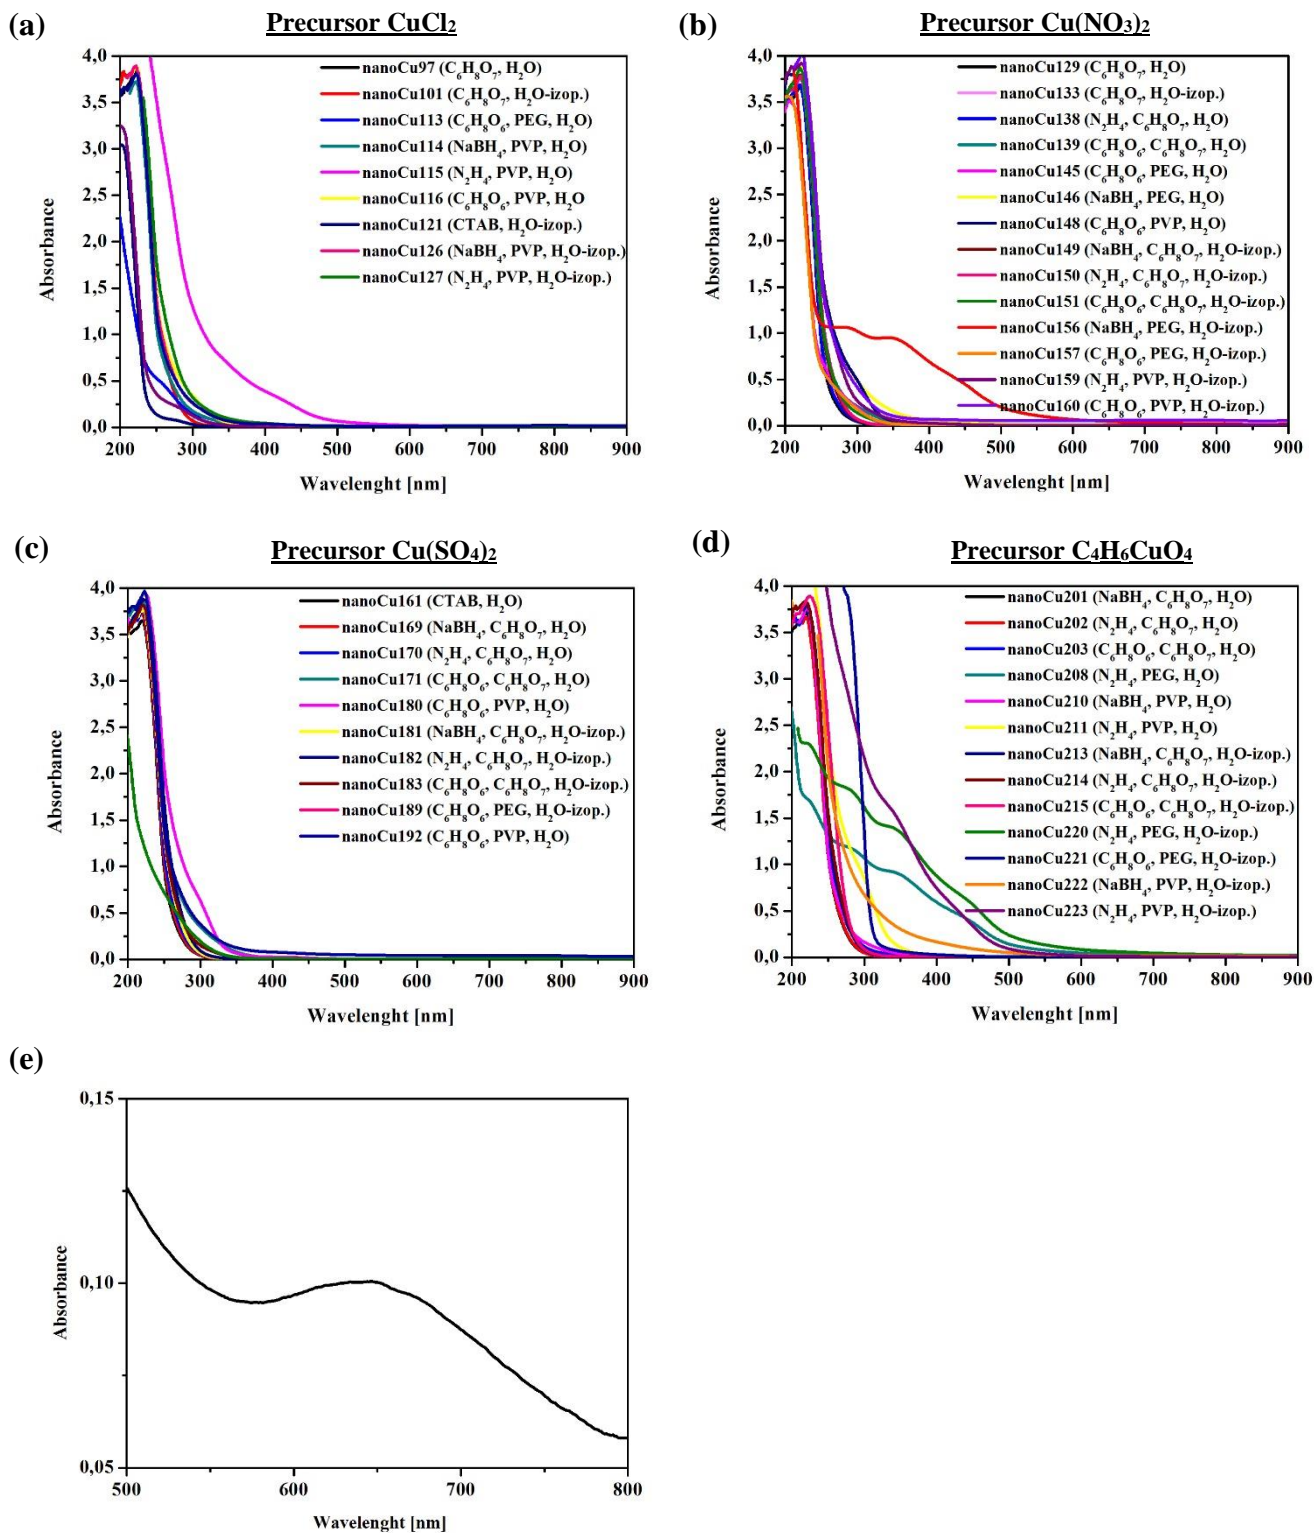 (a)
Precursor CuCl₂
4,0
3,5
3,0
2,5
2,0
1,5
1,0
0,5
0,0
Absorbance
200 300 400 500 600 700 800 900
Wavelenght [nm]
nanoCu97 (C₆H₈O₇, H₂O)
nanoCu101 (C₆H₈O₇, H₂O-izop.)
nanoCu113 (C₆H₈O₆, PEG, H₂O)
nanoCu114 (NaBH₄, PVP, H₂O)
nanoCu115 (N₂H₄, PVP, H₂O)
nanoCu116 (C₆H₈O₆, PVP, H₂O
nanoCu121 (CTAB, H₂O-izop.)
nanoCu126 (NaBH₄, PVP, H₂O-izop.)
nanoCu127 (N₂H₄, PVP, H₂O-izop.)
(b)
Precursor Cu(NO₃)₂
4,0
3,5
3,0
2,5
2,0
1,5
1,0
0,5
0,0
Absorbance
200 300 400 500 600 700 800 900
Wavelenght [nm]
nanoCu129 (C₆H₈O₇, H₂O)
nanoCu133 (C₆H₈O₇, H₂O-izop.)
nanoCu138 (N₂H₄, C₆H₈O₇, H₂O)
nanoCu139 (C₆H₈O₆, C₆H₈O₇, H₂O)
nanoCu145 (C₆H₈O₆, PEG, H₂O)
nanoCu146 (NaBH₄, PEG, H₂O)
nanoCu148 (C₆H₈O₆, PVP, H₂O)
nanoCu149 (NaBH₄, C₆H₈O₇, H₂O-izop.)
nanoCu150 (N₂H₄, C₆H₈O₇, H₂O-izop.)
nanoCu151 (C₆H₈O₆, C₆H₈O₇, H₂O-izop.)
nanoCu156 (NaBH₄, PEG, H₂O-izop.)
nanoCu157 (C₆H₈O₆, PEG, H₂O-izop.)
nanoCu159 (N₂H₄, PVP, H₂O-izop.)
nanoCu160 (C₆H₈O₆, PVP, H₂O-izop.)
(c)
Precursor Cu(SO₄)₂
4,0
3,5
3,0
2,5
2,0
1,5
1,0
0,5
0,0
Absorbance
200 300 400 500 600 700 800 900
Wavelenght [nm]
nanoCu161 (CTAB, H₂O)
nanoCu169 (NaBH₄, C₆H₈O₇, H₂O)
nanoCu170 (N₂H₄, C₆H₈O₇, H₂O)
nanoCu171 (C₆H₈O₆, C₆H₈O₇, H₂O)
nanoCu180 (C₆H₈O₆, PVP, H₂O)
nanoCu181 (NaBH₄, C₆H₈O₇, H₂O-izop.)
nanoCu182 (N₂H₄, C₆H₈O₇, H₂O-izop.)
nanoCu183 (C₆H₈O₆, C₆H₈O₇, H₂O-izop.)
nanoCu189 (C₆H₈O₆, PEG, H₂O-izop.)
nanoCu192 (C₆H₈O₆, PVP, H₂O)
(d)
Precursor C₄H₆CuO₄
4,0
3,5
3,0
2,5
2,0
1,5
1,0
0,5
0,0
Absorbance
200 300 400 500 600 700 800 900
Wavelenght [nm]
nanoCu201 (NaBH₄, C₆H₈O₇, H₂O)
nanoCu202 (N₂H₄, C₆H₈O₇, H₂O)
nanoCu203 (C₆H₈O₆, C₆H₈O₇, H₂O)
nanoCu208 (N₂H₄, PEG, H₂O)
nanoCu210 (NaBH₄, PVP, H₂O)
nanoCu211 (N₂H₄, PVP, H₂O)
nanoCu213 (NaBH₄, C₆H₈O₇, H₂O-izop.)
nanoCu214 (N₂H₄, C₆H₈O₇, H₂O-izop.)
nanoCu215 (C₆H₈O₆, C₆H₈O₇, H₂O-izop.)
nanoCu220 (N₂H₄, PEG, H₂O-izop.)
nanoCu221 (C₆H₈O₆, PEG, H₂O-izop.)
nanoCu222 (NaBH₄, PVP, H₂O-izop.)
nanoCu223 (N₂H₄, PVP, H₂O-izop.)
(e)
0,15
0,10
0,05
Absorbance
500 600 700 800
Wavelenght [nm]